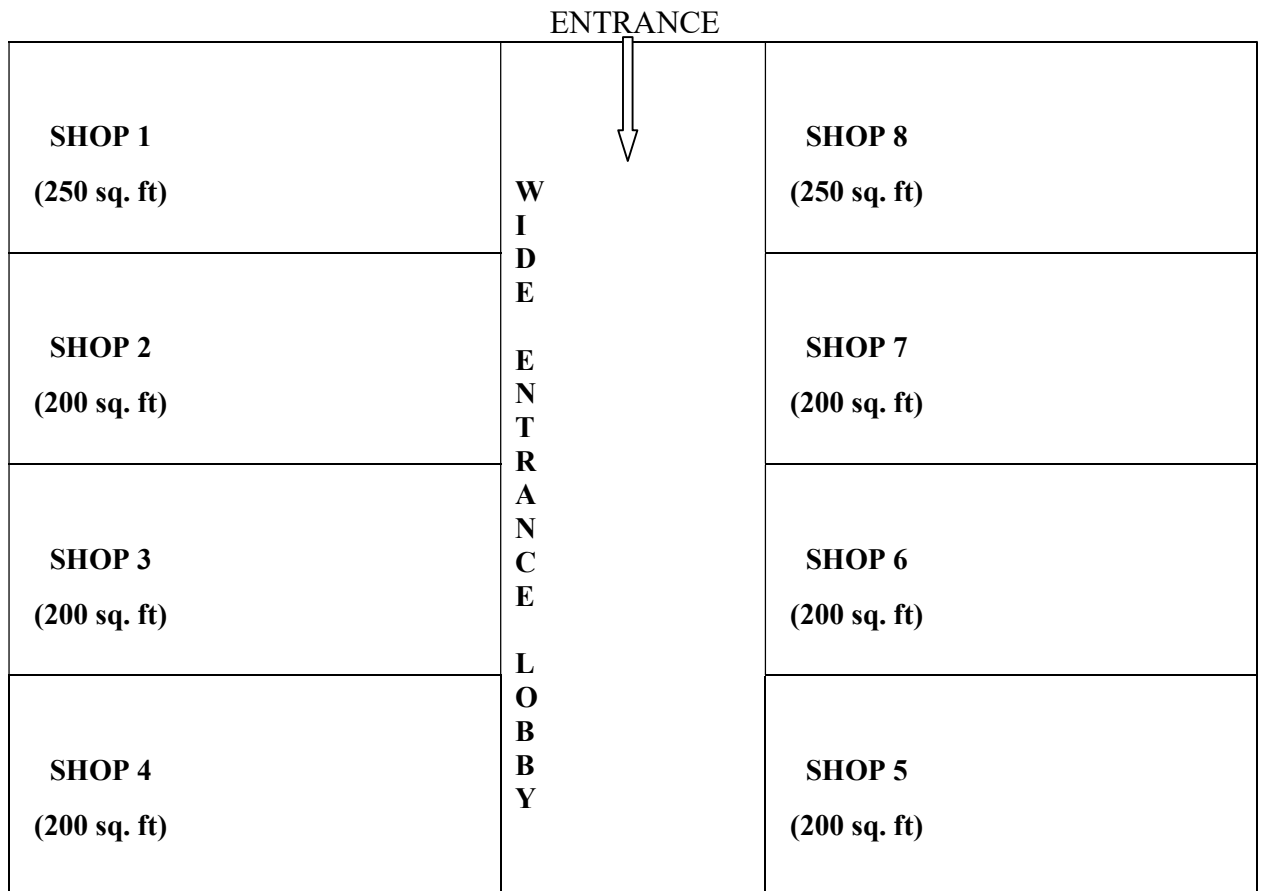 ENTRANCE
SHOP 1
(250 sq. ft)
SHOP 2
(200 sq. ft)
SHOP 3
(200 sq. ft)
SHOP 4
(200 sq. ft)
W
I
D
E
E
N
T
R
A
N
C
E
L
O
B
B
Y
SHOP 8
(250 sq. ft)
SHOP 7
(200 sq. ft)
SHOP 6
(200 sq. ft)
SHOP 5
(200 sq. ft)